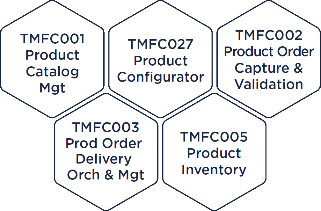 TMFC001
Product
Catalog
Mgt
TMFC027
Product
Configurator
TMFC002
Product Order
Capture &
Validation
TMFC003
Prod Order
Delivery
Orch & Mgt
TMFC005
Product
Inventory